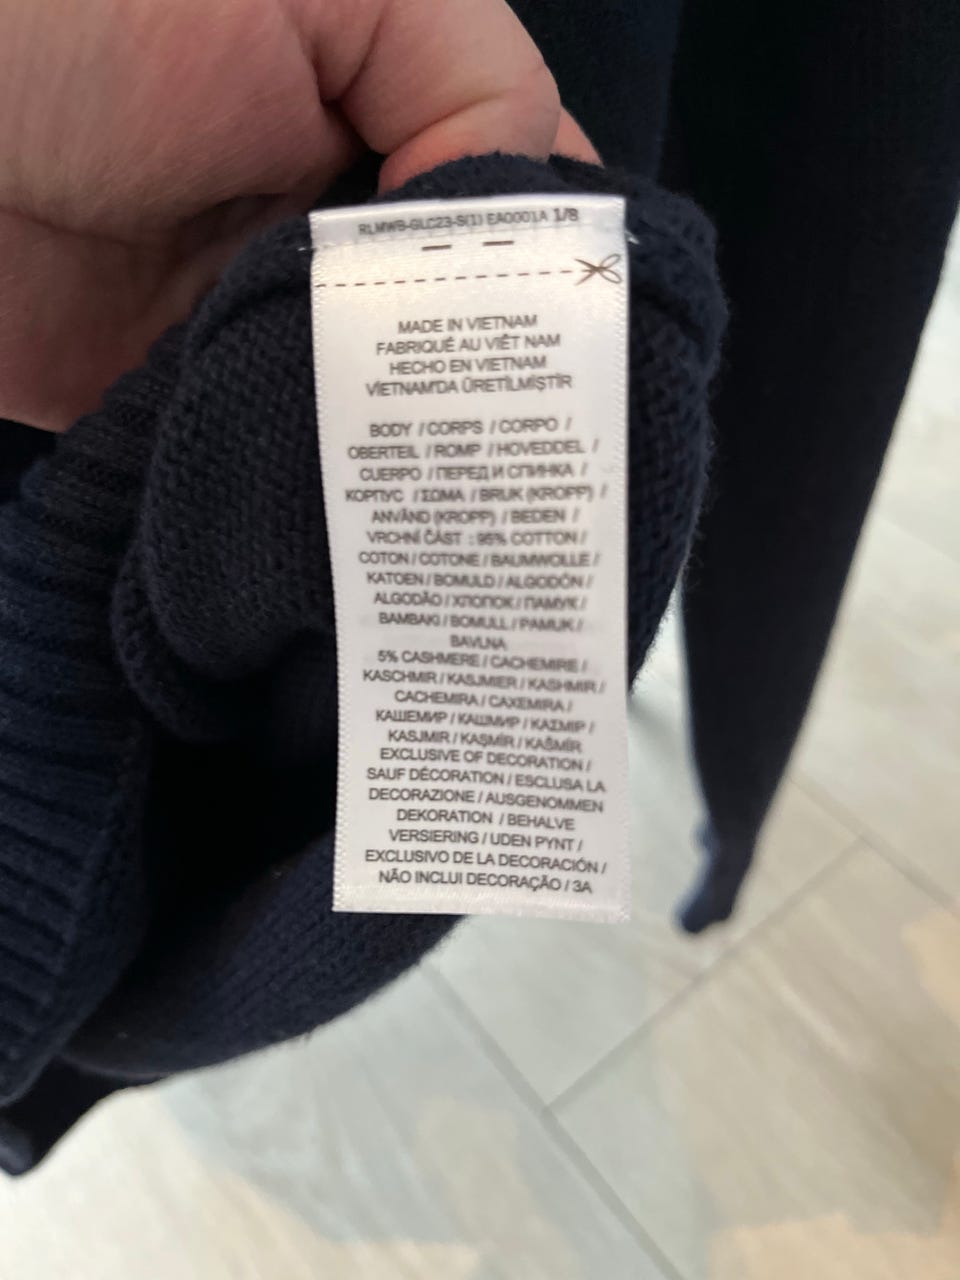 RLMWB-GLC23-S(1) EA0001A 1/8
MADE IN VIETNAM
FABRIQUÉ AU VIÊT NAM
HECHO EN VIETNAM
VİETNAM'DA ÜRETİLMİŞTİR
BODY / CORPS / CORPO /
OBERTEIL / ROMP / HOVEDDEL /
CUERPO / ПЕРЕД И СПИНКА /
КОРПУС / ΣΩΜΑ / BRUK (KROPP) /
ANVÄND (KROPP) / BEDEN /
VRCHNÍ ČÁST : 95% COTTON /
COTON / COTONE / BAUMWOLLE /
KATOEN / BOMULD / ALGODÓN /
ALGODÃO / ХЛОПОК / ПАМУК /
BAMBAKI / BOMULL / PAMUK /
BAVLNA
5% CASHMERE / CACHEMIRE /
KASCHMIR / KASJMIER / KASHMIR /
CACHEMIRA / CAXEMIRA /
КАШЕМИР / КАШМИР / ΚΑΣΜΙΡ /
KASJMIR / KAŞMİR / KAŠMÍR
EXCLUSIVE OF DECORATION /
SAUF DÉCORATION / ESCLUSA LA
DECORAZIONE / AUSGENOMMEN
DEKORATION / BEHALVE
VERSIERING / UDEN PYNT /
EXCLUSIVO DE LA DECORACIÓN /
NÃO INCLUI DECORAÇÃO / ЗА